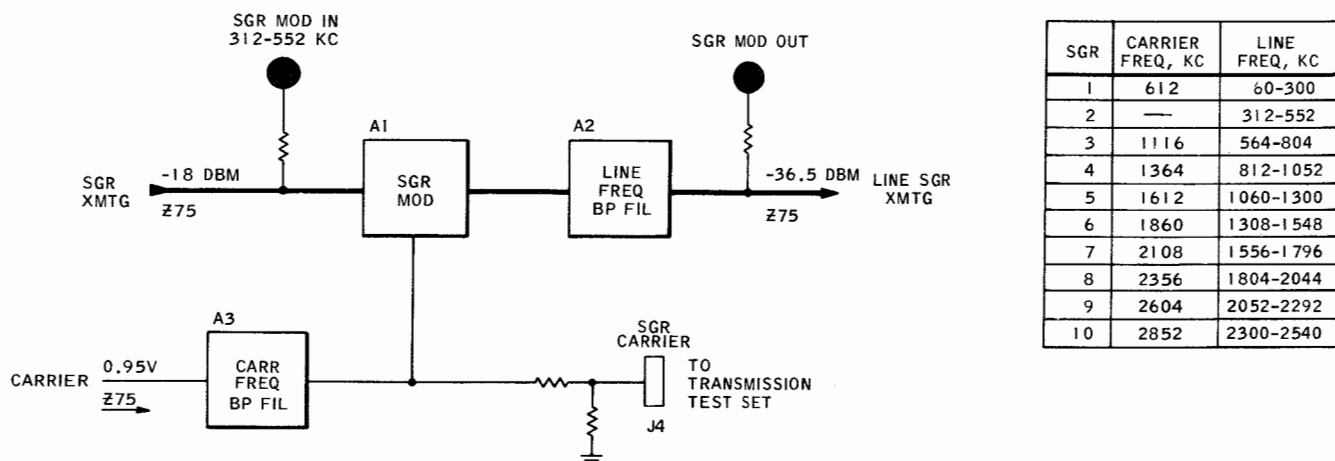 SGR MOD IN
312-552 KC
SGR MOD OUT
A1
SGR
MOD
A2
LINE
FREQ
BP FIL
SGR
XMTG
-18 DBM
Z75
-36.5 DBM
Z75
LINE SGR
XMTG
A3
CARR
FREQ
BP FIL
CARRIER
0.95V
Z75
SGR
CARRIER
TO
TRANSMISSION
TEST SET
J4
SGR CARRIER FREQ, KC LINE FREQ, KC
1 612 60-300
2 — 312-552
3 1116 564-804
4 1364 812-1052
5 1612 1060-1300
6 1860 1308-1548
7 2108 1556-1796
8 2356 1804-2044
9 2604 2052-2292
10 2852 2300-2540